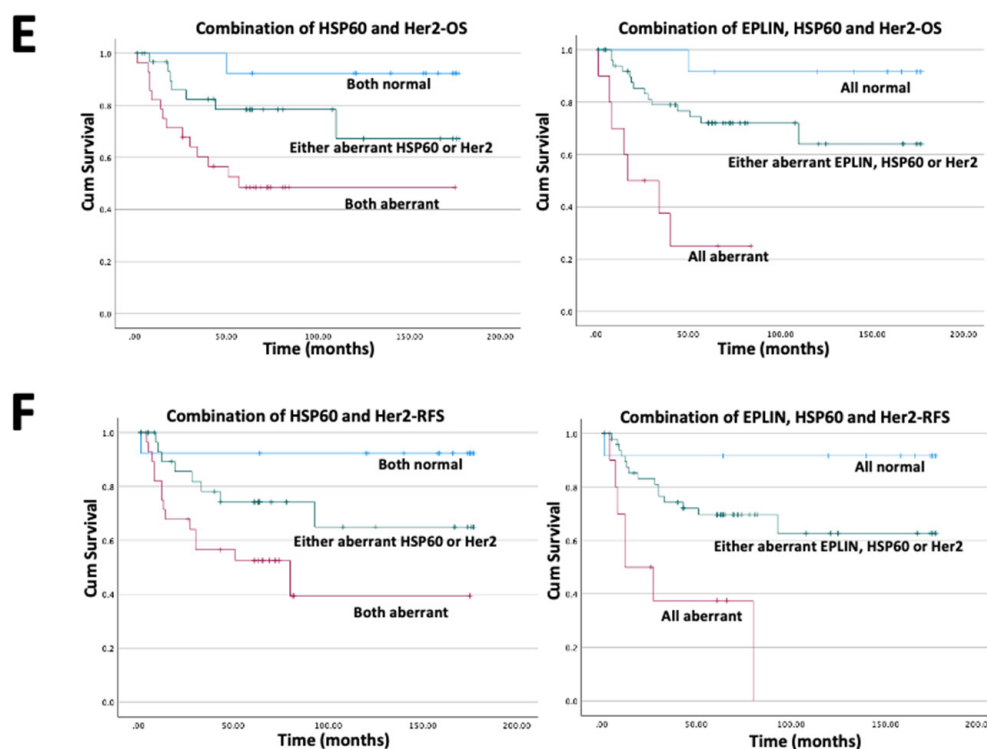 E
Combination of HSP60 and Her2-OS
Cum Survival
1.0
0.8
0.6
0.4
0.2
0.0
Both normal
Either aberrant HSP60 or Her2
Both aberrant
.00 50.00 100.00 150.00 200.00
Time (months)
Combination of EPLIN, HSP60 and Her2-OS
Cum Survival
1.0
0.8
0.6
0.4
0.2
0.0
All normal
Either aberrant EPLIN, HSP60 or Her2
All aberrant
.00 50.00 100.00 150.00 200.00
Time (months)
F
Combination of HSP60 and Her2-RFS
Cum Survival
1.0
0.8
0.6
0.4
0.2
0.0
Both normal
Either aberrant HSP60 or Her2
Both aberrant
.00 50.00 100.00 150.00 200.00
Time (months)
Combination of EPLIN, HSP60 and Her2-RFS
Cum Survival
1.0
0.8
0.6
0.4
0.2
0.0
All normal
Either aberrant EPLIN, HSP60 or Her2
All aberrant
.00 50.00 100.00 150.00 200.00
Time (months)